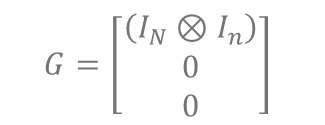 G = [(I_N ⊗ I_n)
0
0]